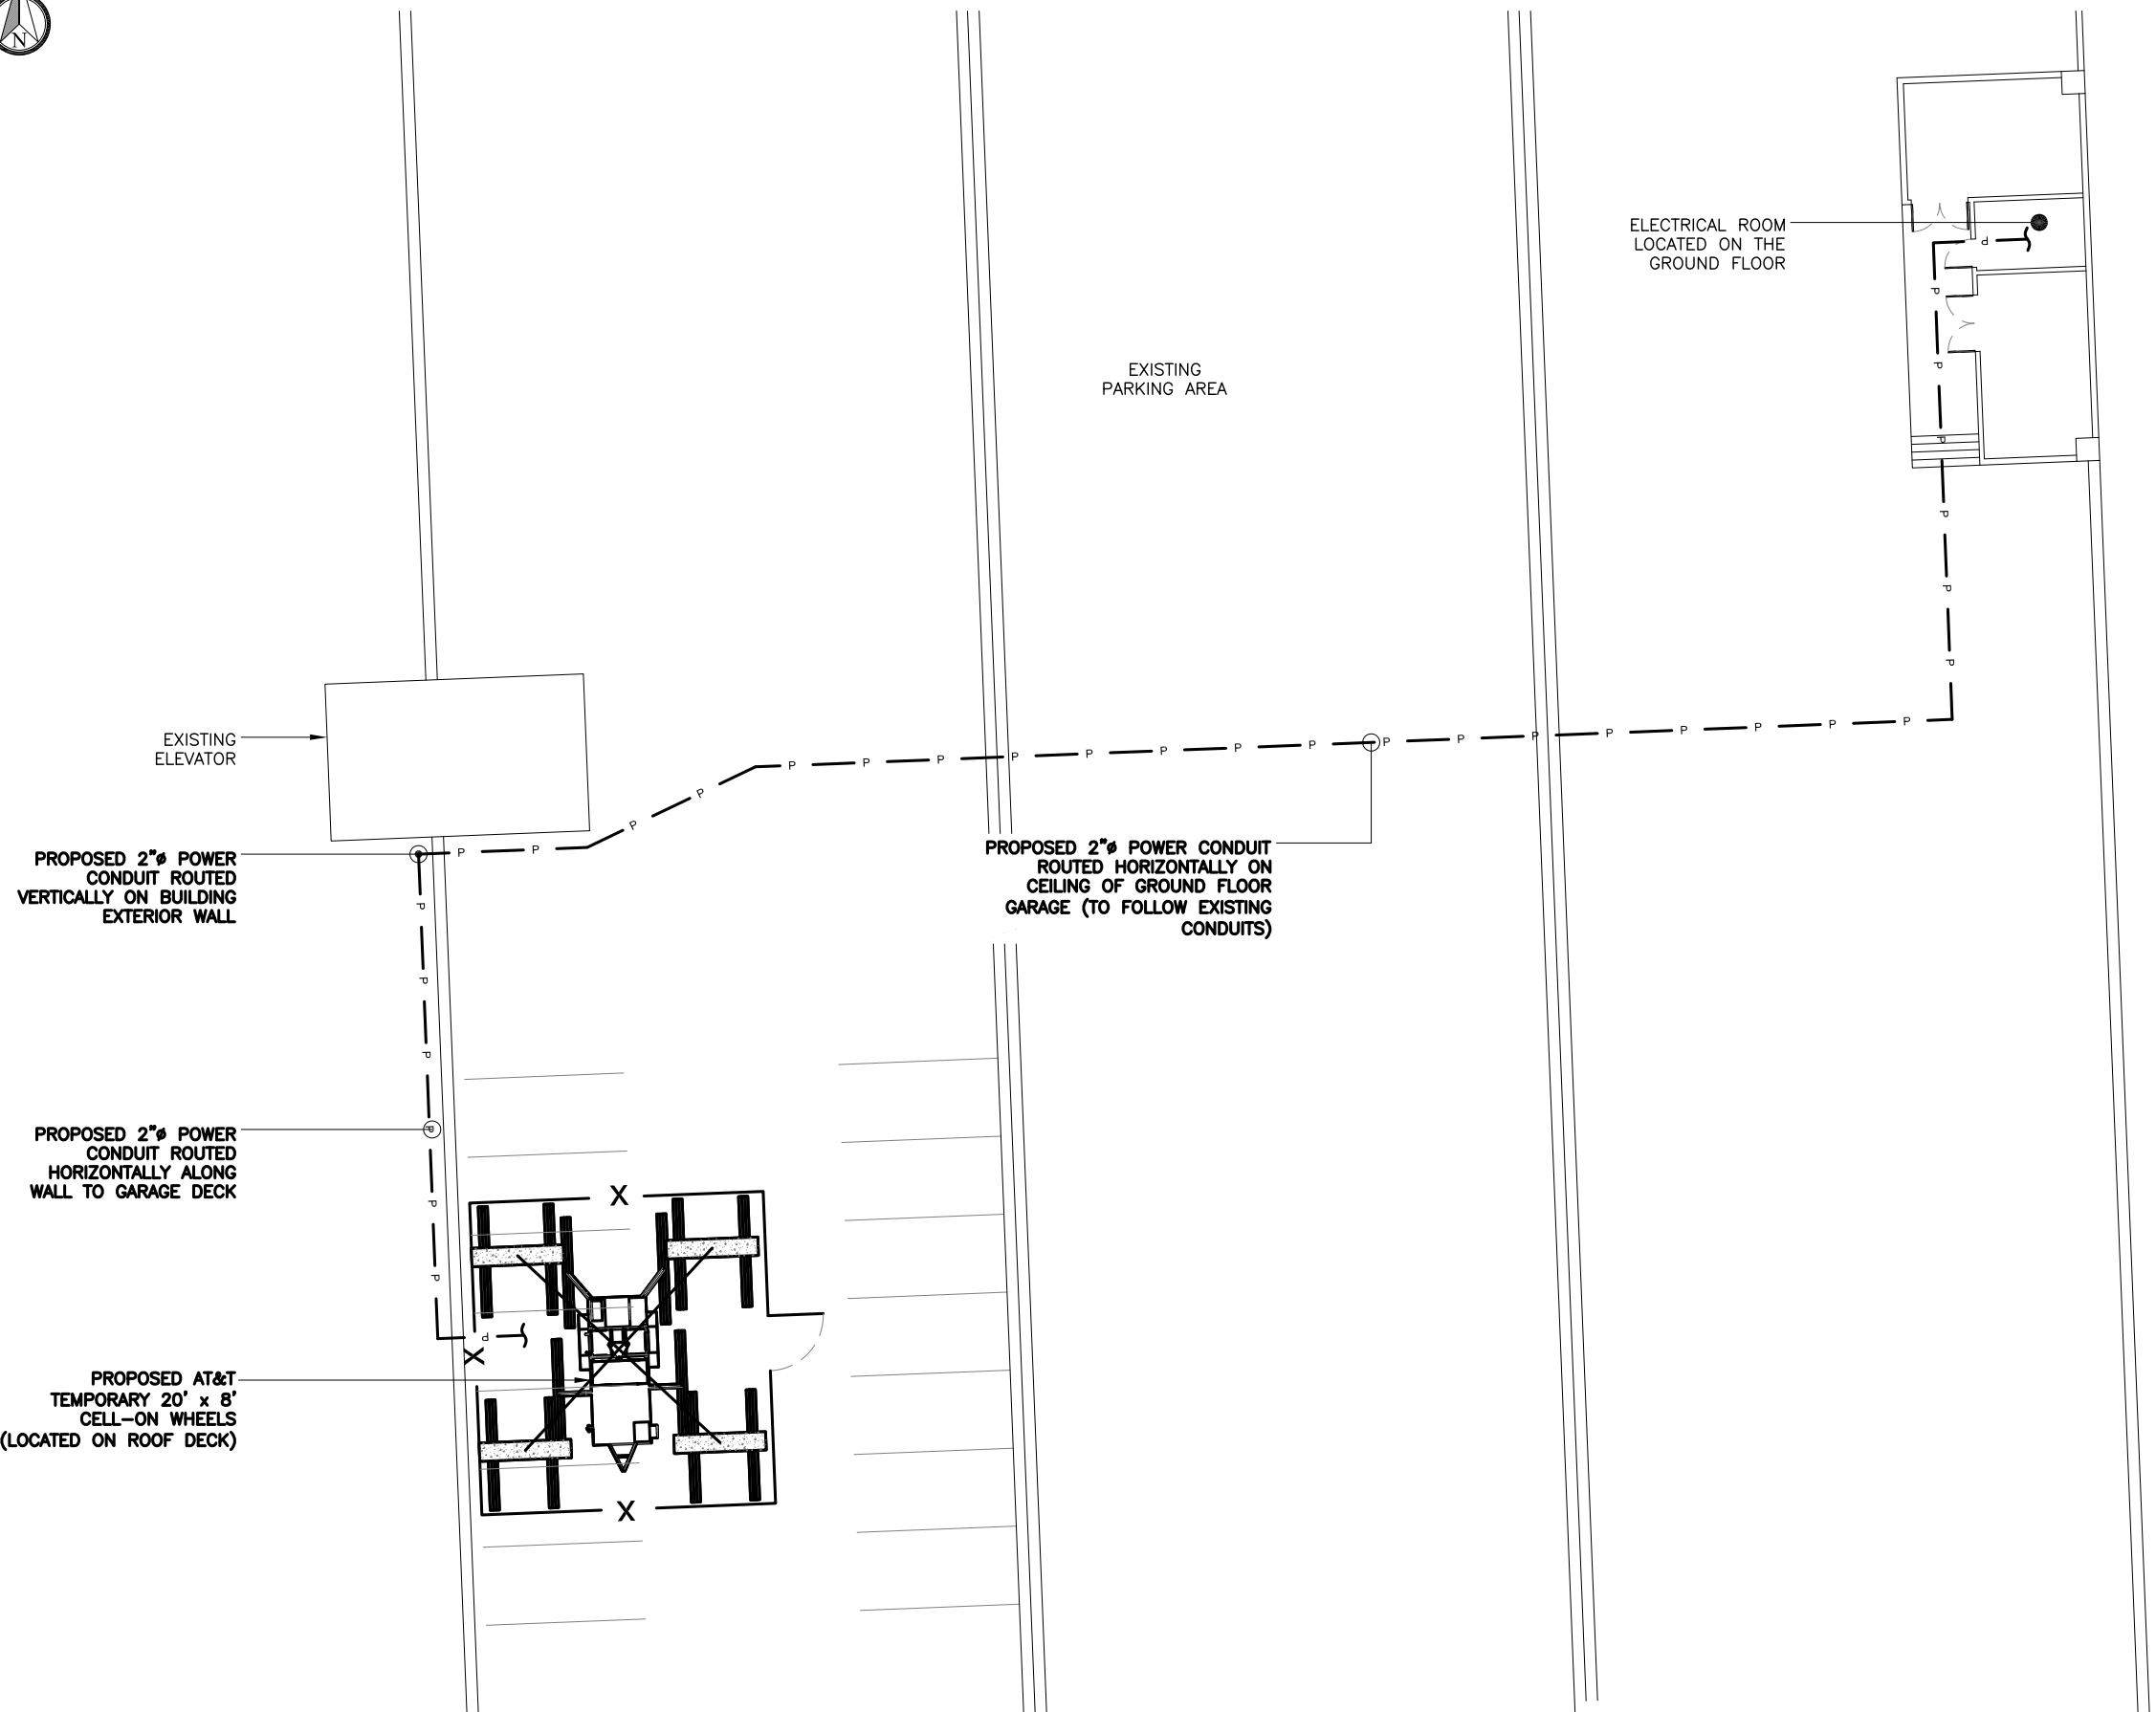 N
ELECTRICAL ROOM
LOCATED ON THE
GROUND FLOOR
EXISTING
PARKING AREA
EXISTING
ELEVATOR
PROPOSED 2"ø POWER
CONDUIT ROUTED
VERTICALLY ON BUILDING
EXTERIOR WALL
PROPOSED 2"ø POWER CONDUIT
ROUTED HORIZONTALLY ON
CEILING OF GROUND FLOOR
GARAGE (TO FOLLOW EXISTING
CONDUITS)
PROPOSED 2"ø POWER
CONDUIT ROUTED
HORIZONTALLY ALONG
WALL TO GARAGE DECK
PROPOSED AT&T
TEMPORARY 20' x 8'
CELL-ON WHEELS
(LOCATED ON ROOF DECK)
P P P P P P P P P P P P P P P P P P P P P P P P P P P P P P P P P P
X
X
X